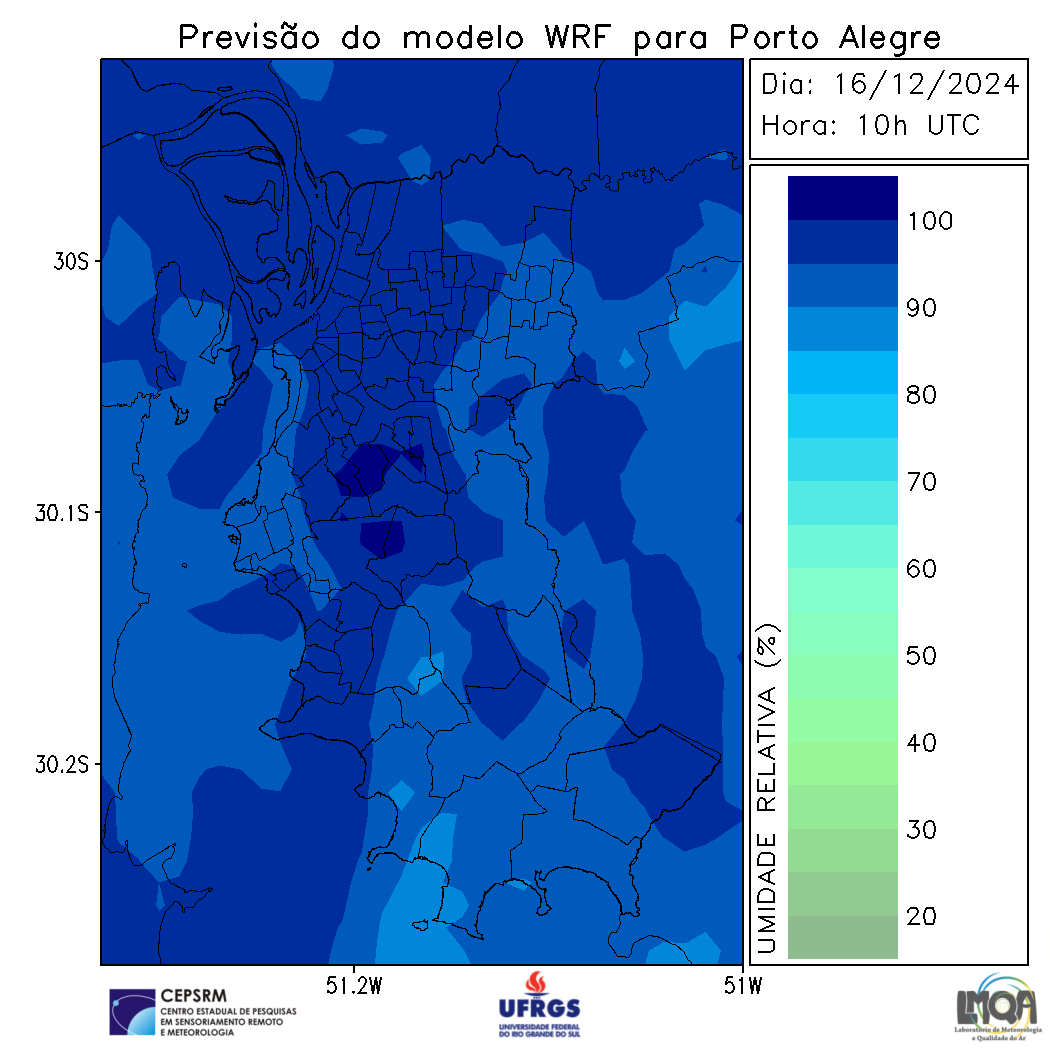 Previsão do modelo WRF para Porto Alegre
Dia: 16/12/2024
Hora: 10h UTC
30S
30.1S
30.2S
51.2W
51W
100
90
80
70
60
50
40
30
20
UMIDADE RELATIVA (%)
CEPSRM
CENTRO ESTADUAL DE PESQUISAS
EM SENSORIAMENTO REMOTO
E METEOROLOGIA
UFRGS
UNIVERSIDADE FEDERAL
DO RIO GRANDE DO SUL
LMQA
Laboratório de Meteorologia
e Qualidade do Ar